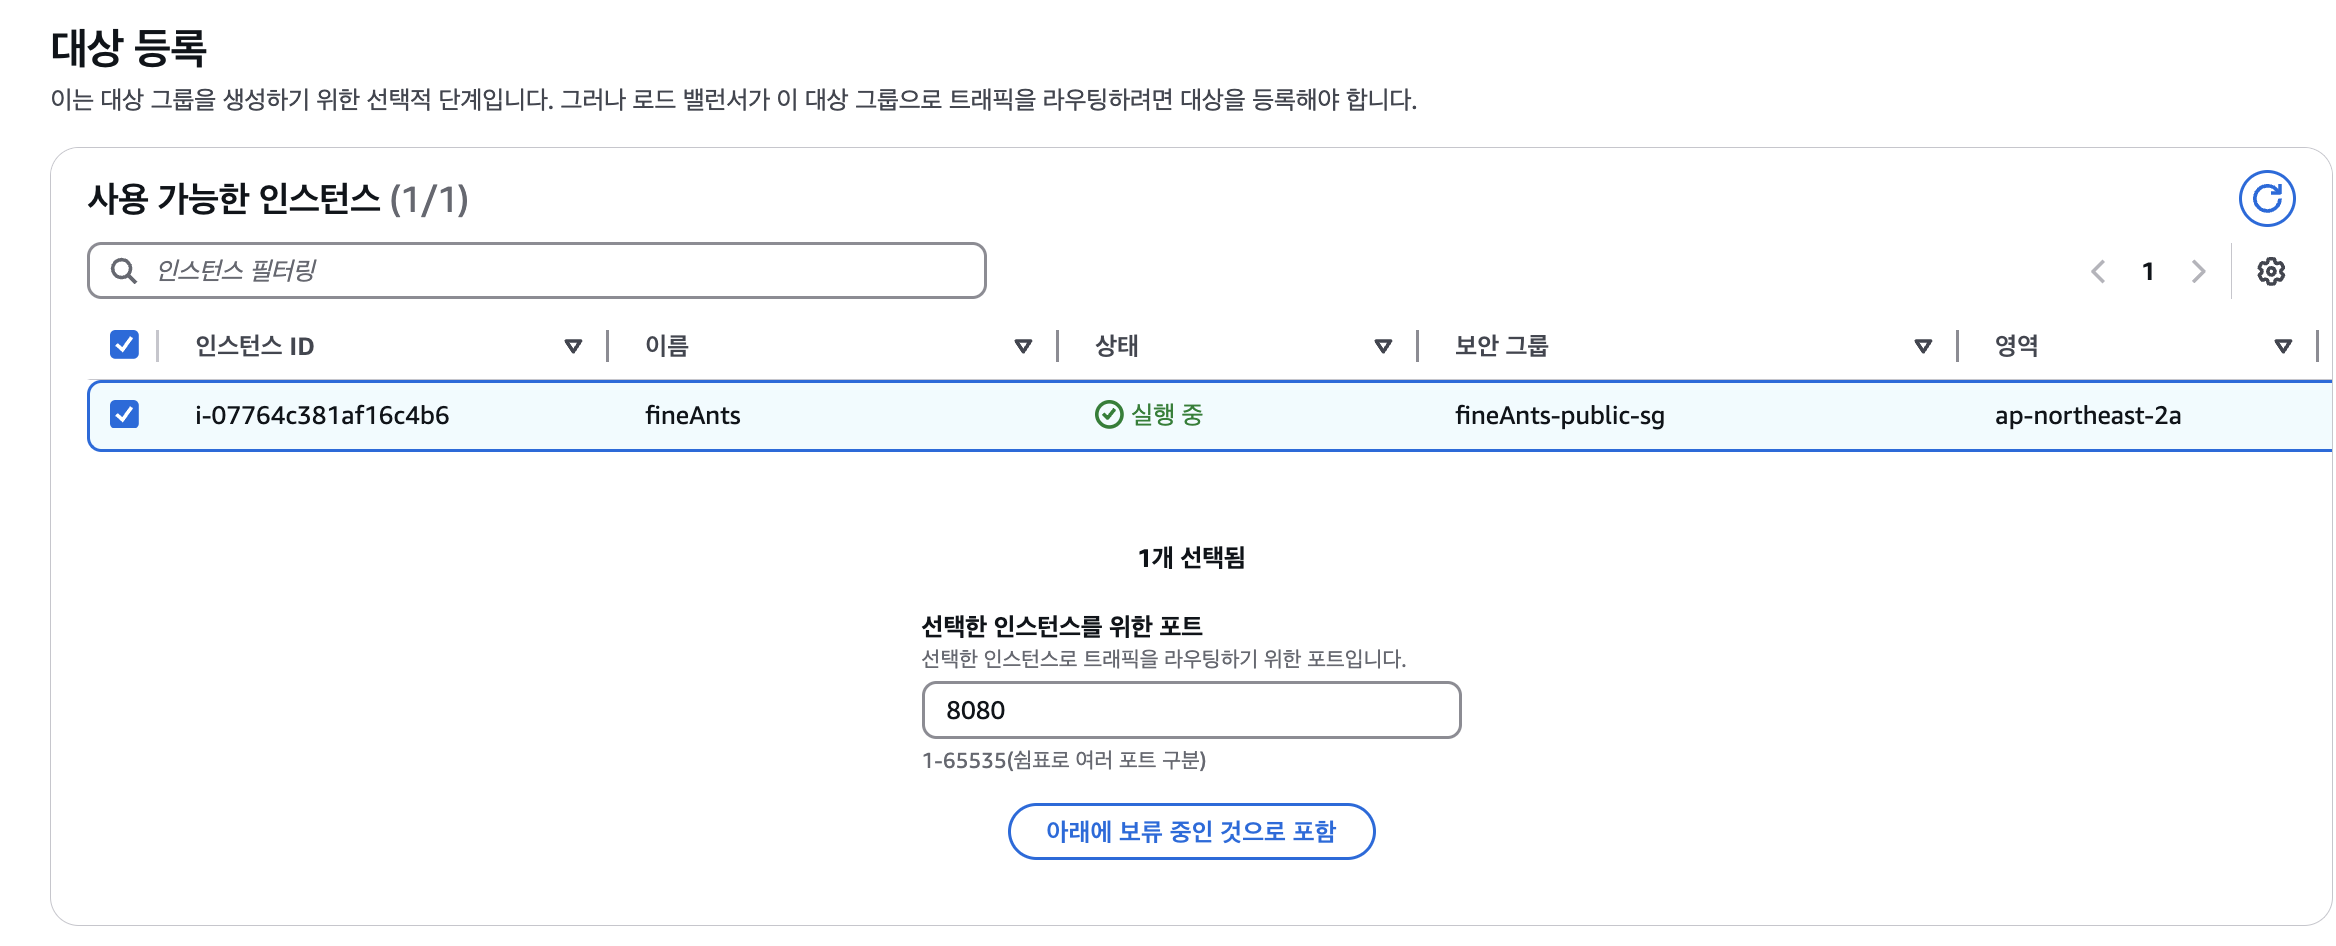 대상 등록
이는 대상 그룹을 생성하기 위한 선택적 단계입니다. 그러나 로드 밸런서가 이 대상 그룹으로 트래픽을 라우팅하려면 대상을 등록해야 합니다.
사용 가능한 인스턴스 (1/1)
인스턴스 필터링
1
인스턴스 ID 이름 상태 보안 그룹 영역
i-07764c381af16c4b6 fineAnts 실행 중 fineAnts-public-sg ap-northeast-2a
1개 선택됨
선택한 인스턴스를 위한 포트
선택한 인스턴스로 트래픽을 라우팅하기 위한 포트입니다.
8080
1-65535(쉼표로 여러 포트 구분)
아래에 보류 중인 것으로 포함